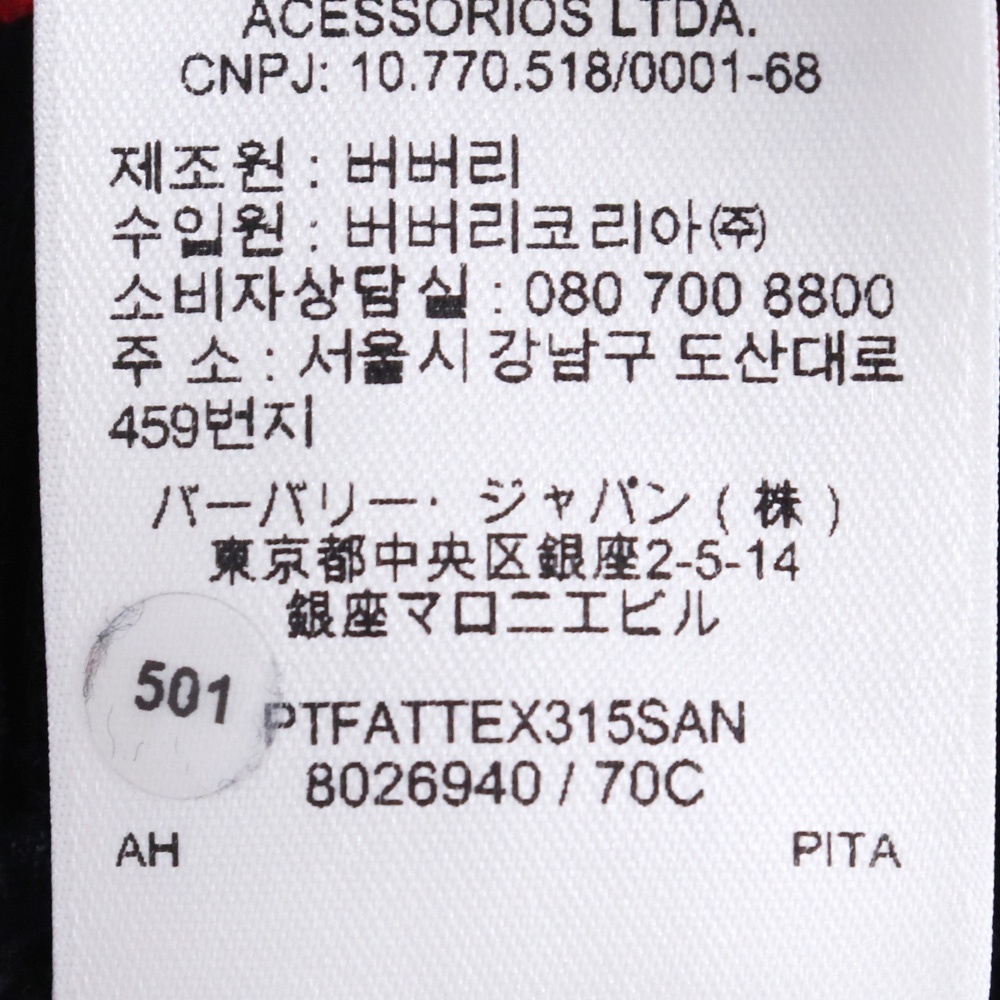 ACESSORIOS LTDA.
CNPJ: 10.770.518/0001-68
제조원 : 버버리
수입원 : 버버리코리아㈜
소비자상담실 : 080 700 8800
주 소 : 서울시 강남구 도산대로
459번지
バーバリー・ジャパン ( 株 )
東京都中央区銀座2-5-14
銀座マロニエビル
501
PTFATTEX315SAN
8026940 / 70C
AH PITA